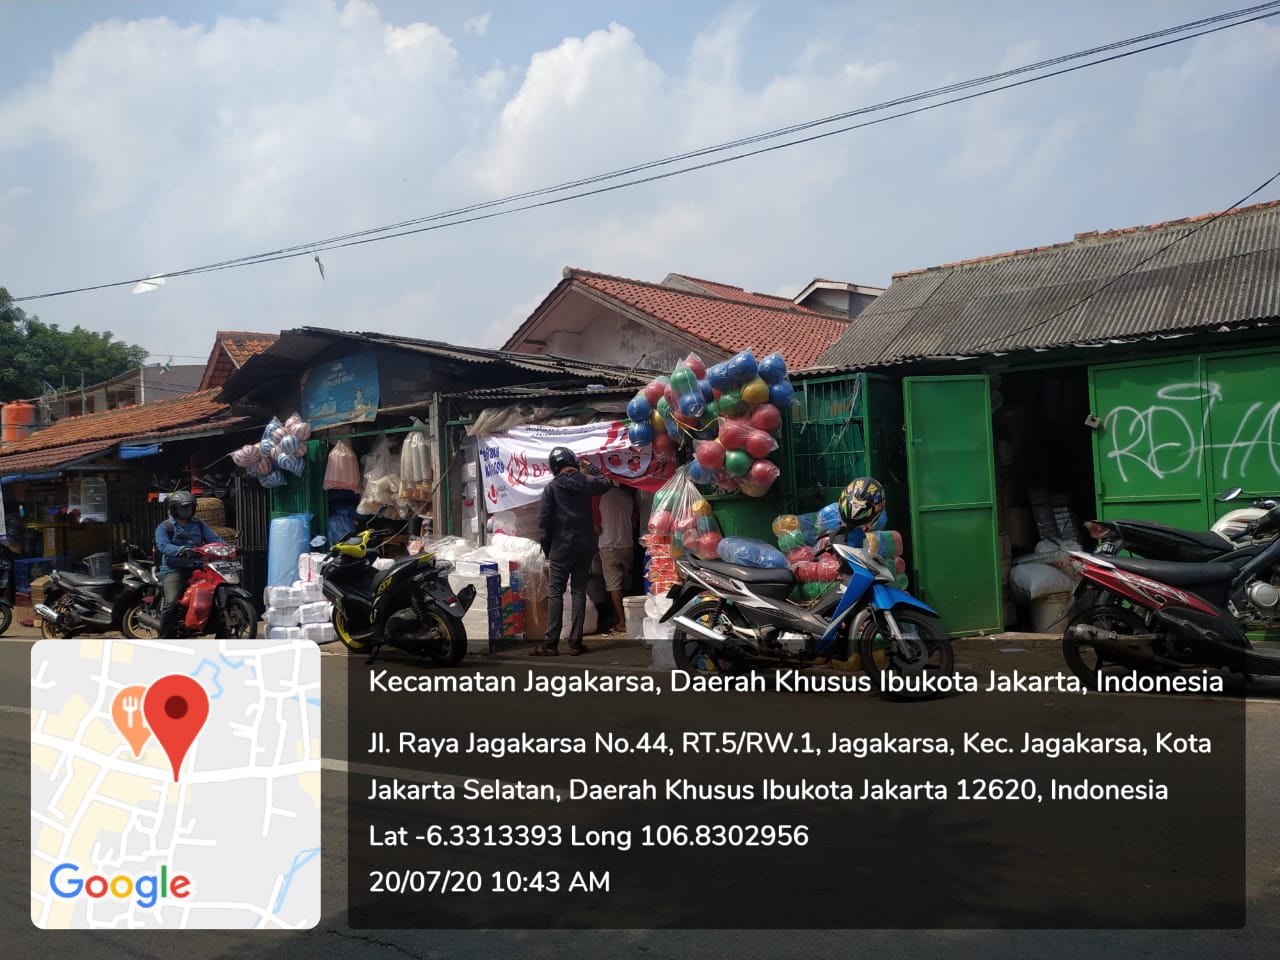 RDH
BA
Kecamatan Jagakarsa, Daerah Khusus Ibukota Jakarta, Indonesia
Jl. Raya Jagakarsa No.44, RT.5/RW.1, Jagakarsa, Kec. Jagakarsa, Kota
Jakarta Selatan, Daerah Khusus Ibukota Jakarta 12620, Indonesia
Lat -6.3313393 Long 106.8302956
20/07/20 10:43 AM
Google